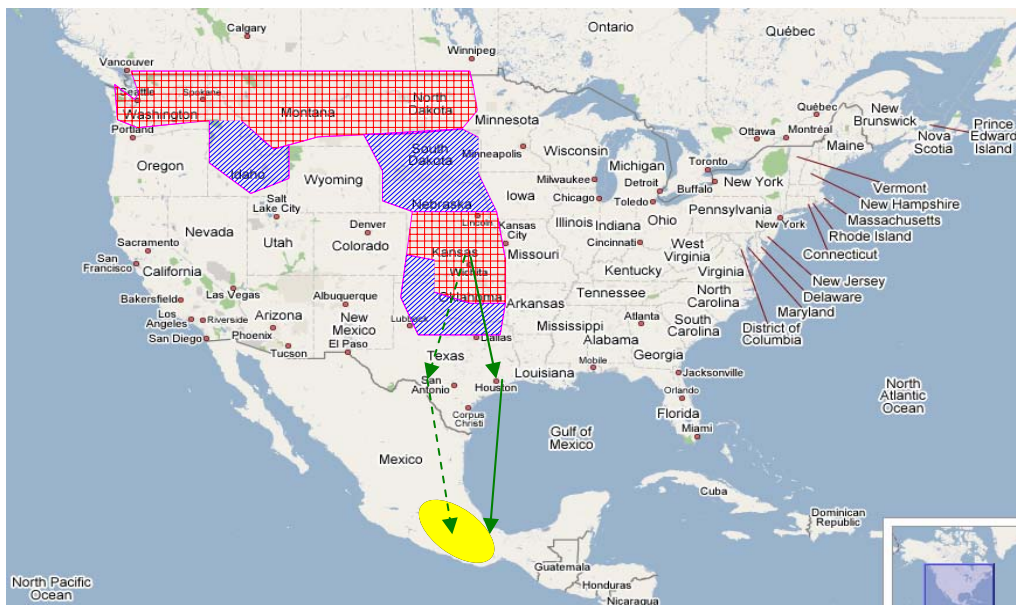 Ontario
Québec
Calgary
Winnipeg
Vancouver
Seattle
Spokane
Washington
Montana
North
Dakota
Minnesota
Portland
Oregon
Idaho
Wyoming
South
Dakota
Minneapolis
Wisconsin
Michigan
Ottawa
Québec
Montréal
Toronto
Maine
New
Brunswick
Nova
Scotia
Prince
Edward
Island
Milwaukee
Detroit
Buffalo
New York
Vermont
New Hampshire
Massachusetts
Rhode Island
Connecticut
New Jersey
Delaware
Maryland
District of
Columbia
Iowa
Chicago
Toledo
Pennsylvania
New York
Nebraska
Lincoln
Salt
Lake City
Nevada
Utah
Denver
Colorado
Kansas
Kansas
City
Missouri
Illinois
Indiana
Ohio
Cincinnati
West
Virginia
Virginia
Kentucky
Sacramento
San
Francisco
California
Wichita
Bakersfield
Las Vegas
Los
Angeles
Riverside
San Diego
Arizona
Phoenix
Tucson
Albuquerque
New
Mexico
El Paso
Lubbock
Oklahoma
Arkansas
Tennessee
North
Carolina
South
Carolina
Atlanta
Mississippi
Alabama
Georgia
Dallas
Texas
Louisiana
Mobile
Jacksonville
San
Antonio
Houston
Orlando
Florida
Miami
Corpus
Christi
Gulf of
Mexico
North
Atlantic
Ocean
Mexico
Cuba
Dominican
Republic
Guatemala
Honduras
Nicaragua
North Pacific
Ocean